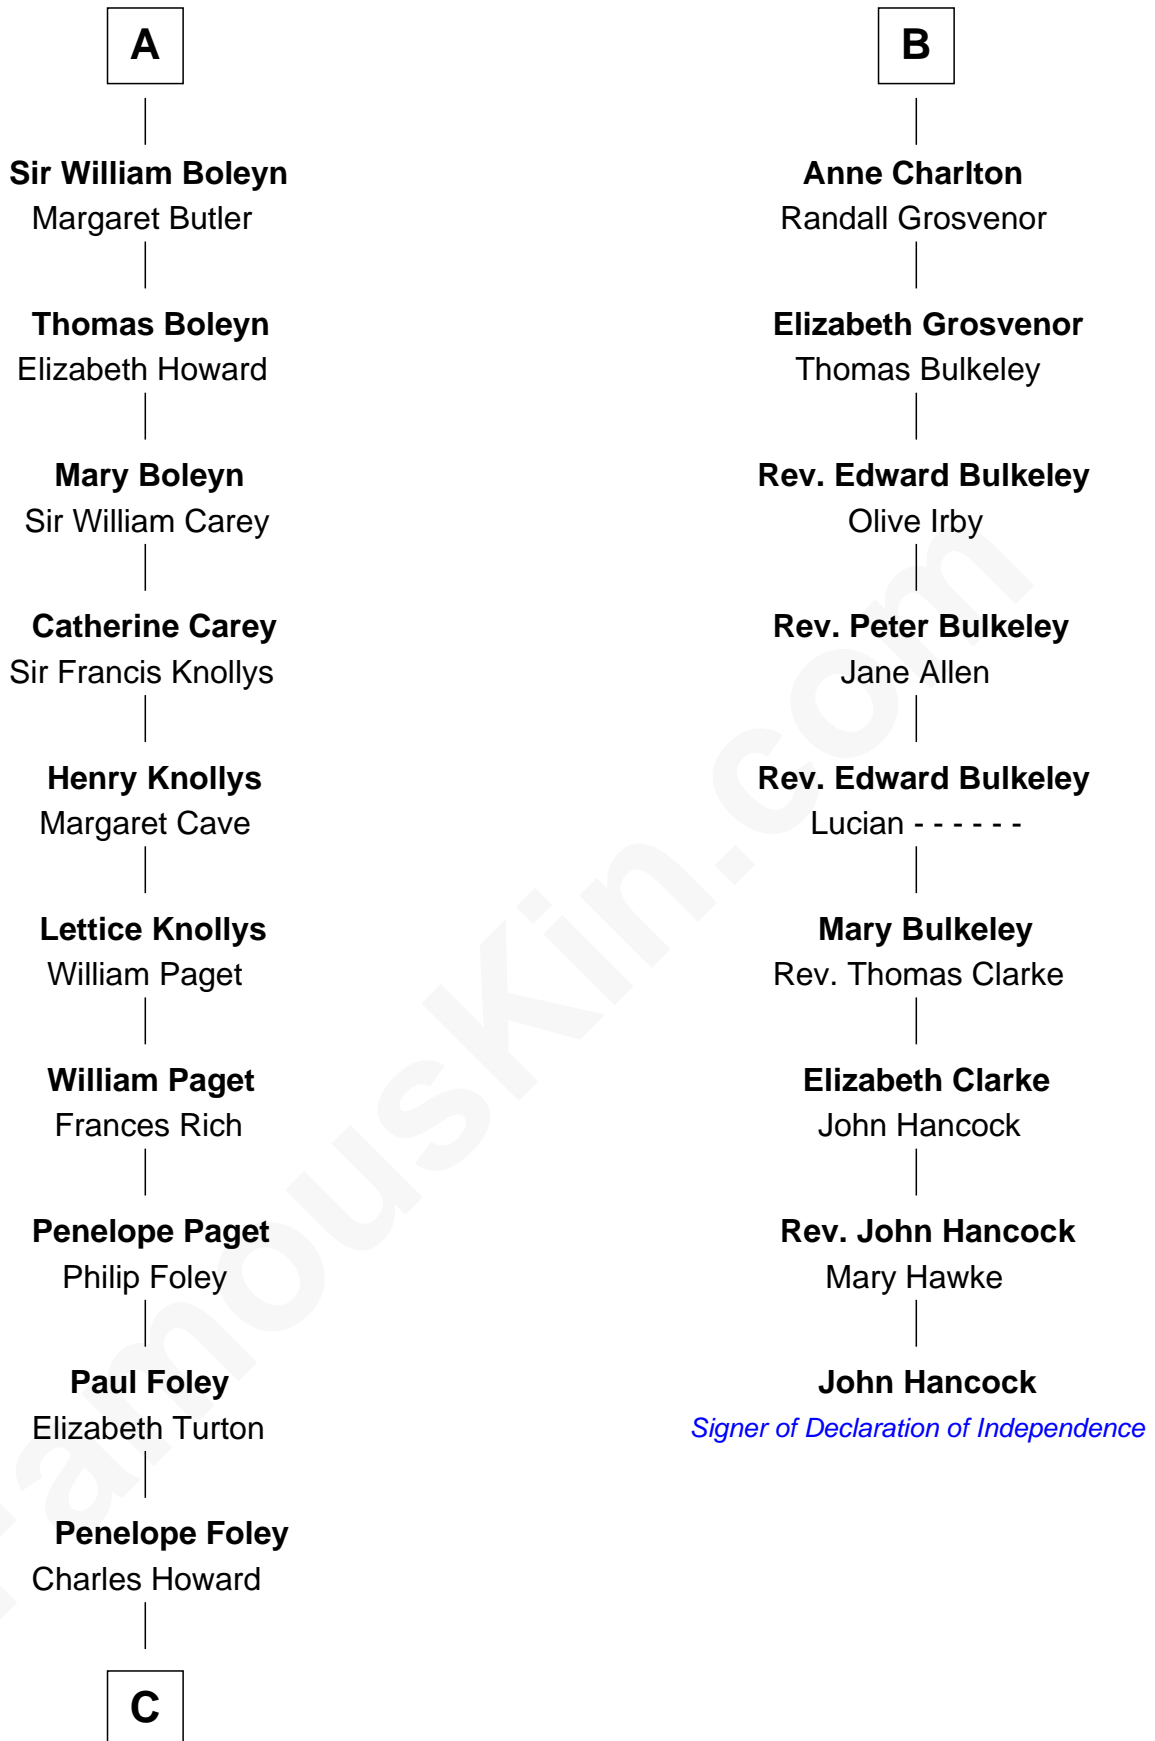 A
Sir William Boleyn
Margaret Butler
Thomas Boleyn
Elizabeth Howard
Mary Boleyn
Sir William Carey
Catherine Carey
Sir Francis Knollys
Henry Knollys
Margaret Cave
Lettice Knollys
William Paget
William Paget
Frances Rich
Penelope Paget
Philip Foley
Paul Foley
Elizabeth Turton
Penelope Foley
Charles Howard
C
B
Anne Charlton
Randall Grosvenor
Elizabeth Grosvenor
Thomas Bulkeley
Rev. Edward Bulkeley
Olive Irby
Rev. Peter Bulkeley
Jane Allen
Rev. Edward Bulkeley
Lucian - - - - - -
Mary Bulkeley
Rev. Thomas Clarke
Elizabeth Clarke
John Hancock
Rev. John Hancock
Mary Hawke
John Hancock
Signer of Declaration of Independence
FamousKin.com